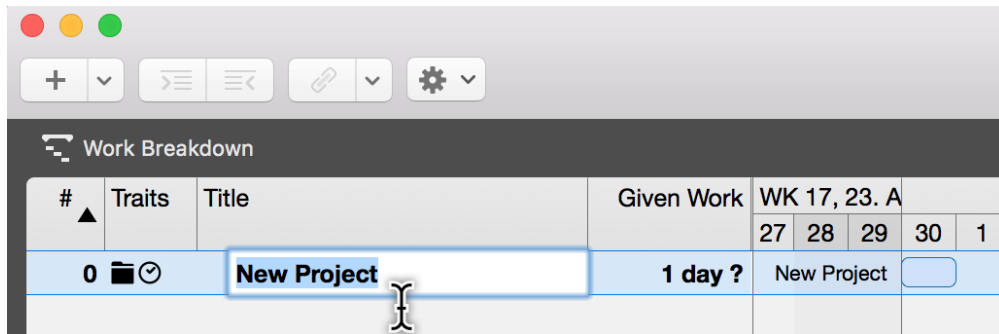 Work Breakdown
# Traits Title Given Work WK 17, 23. A
27 28 29 30 1
0 New Project 1 day ? New Project